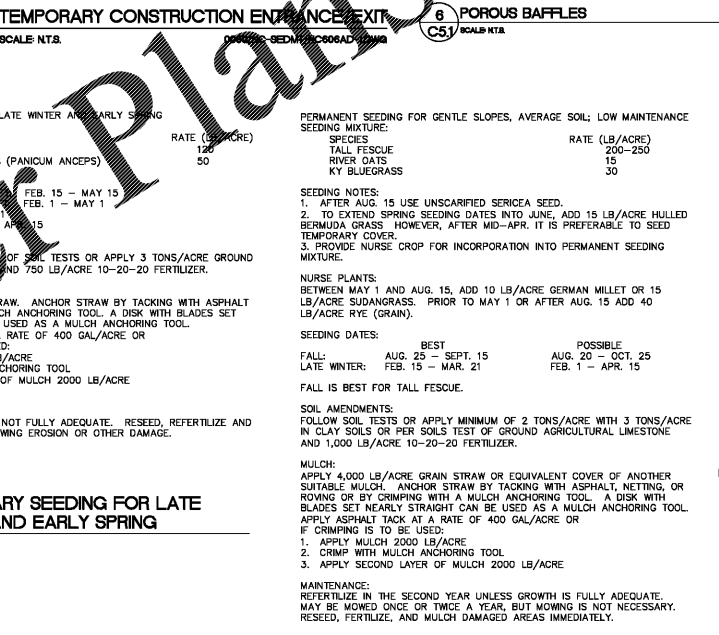 TEMPORARY CONSTRUCTION ENTRANCE/EXIT
SCALE: N.T.S.
6
C5.1
POROUS BAFFLES
SCALE: N.T.S.
LATE WINTER AND EARLY SPRING
RATE (LB/ACRE)
120
(PANICUM ANCEPS) 50
FEB. 15 – MAY 15
FEB. 1 – MAY 1
1
APR. 15
OF SOIL TESTS OR APPLY 3 TONS/ACRE GROUND
AND 750 LB/ACRE 10-20-20 FERTILIZER.
RAW. ANCHOR STRAW BY TACKING WITH ASPHALT
CH ANCHORING TOOL. A DISK WITH BLADES SET
USED AS A MULCH ANCHORING TOOL.
RATE OF 400 GAL/ACRE OR
ED:
B/ACRE
CHORING TOOL
OF MULCH 2000 LB/ACRE
NOT FULLY ADEQUATE. RESEED, REFERTILIZE AND
WING EROSION OR OTHER DAMAGE.
ARY SEEDING FOR LATE
AND EARLY SPRING
PERMANENT SEEDING FOR GENTLE SLOPES, AVERAGE SOIL; LOW MAINTENANCE
SEEDING MIXTURE:
SPECIES RATE (LB/ACRE)
TALL FESCUE 200–250
RIVER OATS 15
KY BLUEGRASS 30
SEEDING NOTES:
1. AFTER AUG. 15 USE UNSCARIFIED SERICEA SEED.
2. TO EXTEND SPRING SEEDING DATES INTO JUNE, ADD 15 LB/ACRE HULLED
BERMUDA GRASS HOWEVER, AFTER MID-APR. IT IS PREFERABLE TO SEED
TEMPORARY COVER.
3. PROVIDE NURSE CROP FOR INCORPORATION INTO PERMANENT SEEDING
MIXTURE.
NURSE PLANTS:
BETWEEN MAY 1 AND AUG. 15, ADD 10 LB/ACRE GERMAN MILLET OR 15
LB/ACRE SUDANGRASS. PRIOR TO MAY 1 OR AFTER AUG. 15 ADD 40
LB/ACRE RYE (GRAIN).
SEEDING DATES:
BEST POSSIBLE
FALL: AUG. 25 – SEPT. 15 AUG. 20 – OCT. 25
LATE WINTER: FEB. 15 – MAR. 21 FEB. 1 – APR. 15
FALL IS BEST FOR TALL FESCUE.
SOIL AMENDMENTS:
FOLLOW SOIL TESTS OR APPLY MINIMUM OF 2 TONS/ACRE WITH 3 TONS/ACRE
IN CLAY SOILS OR PER SOILS TEST OF GROUND AGRICULTURAL LIMESTONE
AND 1,000 LB/ACRE 10-20-20 FERTILIZER.
MULCH:
APPLY 4,000 LB/ACRE GRAIN STRAW OR EQUIVALENT COVER OF ANOTHER
SUITABLE MULCH. ANCHOR STRAW BY TACKING WITH ASPHALT, NETTING, OR
ROVING OR BY CRIMPING WITH A MULCH ANCHORING TOOL. A DISK WITH
BLADES SET NEARLY STRAIGHT CAN BE USED AS A MULCH ANCHORING TOOL.
APPLY ASPHALT TACK AT A RATE OF 400 GAL/ACRE OR
IF CRIMPING IS TO BE USED:
1. APPLY MULCH 2000 LB/ACRE
2. CRIMP WITH MULCH ANCHORING TOOL
3. APPLY SECOND LAYER OF MULCH 2000 LB/ACRE
MAINTENANCE:
REFERTILIZE IN THE SECOND YEAR UNLESS GROWTH IS FULLY ADEQUATE.
MAY BE MOWED ONCE OR TWICE A YEAR, BUT MOWING IS NOT NECESSARY.
RESEED, FERTILIZE, AND MULCH DAMAGED AREAS IMMEDIATELY.
er Plans